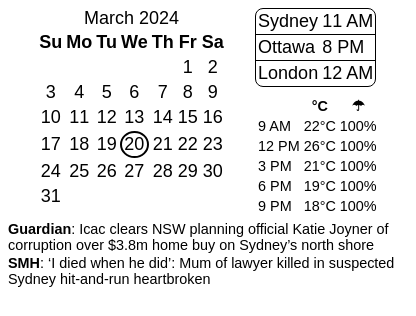 March 2024
Su Mo Tu We Th Fr Sa
1 2
3 4 5 6 7 8 9
10 11 12 13 14 15 16
17 18 19 20 21 22 23
24 25 26 27 28 29 30
31
Sydney 11 AM
Ottawa 8 PM
London 12 AM
°C ☂
9 AM 22°C 100%
12 PM 26°C 100%
3 PM 21°C 100%
6 PM 19°C 100%
9 PM 18°C 100%
Guardian: Icac clears NSW planning official Katie Joyner of
corruption over $3.8m home buy on Sydney’s north shore
SMH: ‘I died when he did’: Mum of lawyer killed in suspected
Sydney hit-and-run heartbroken